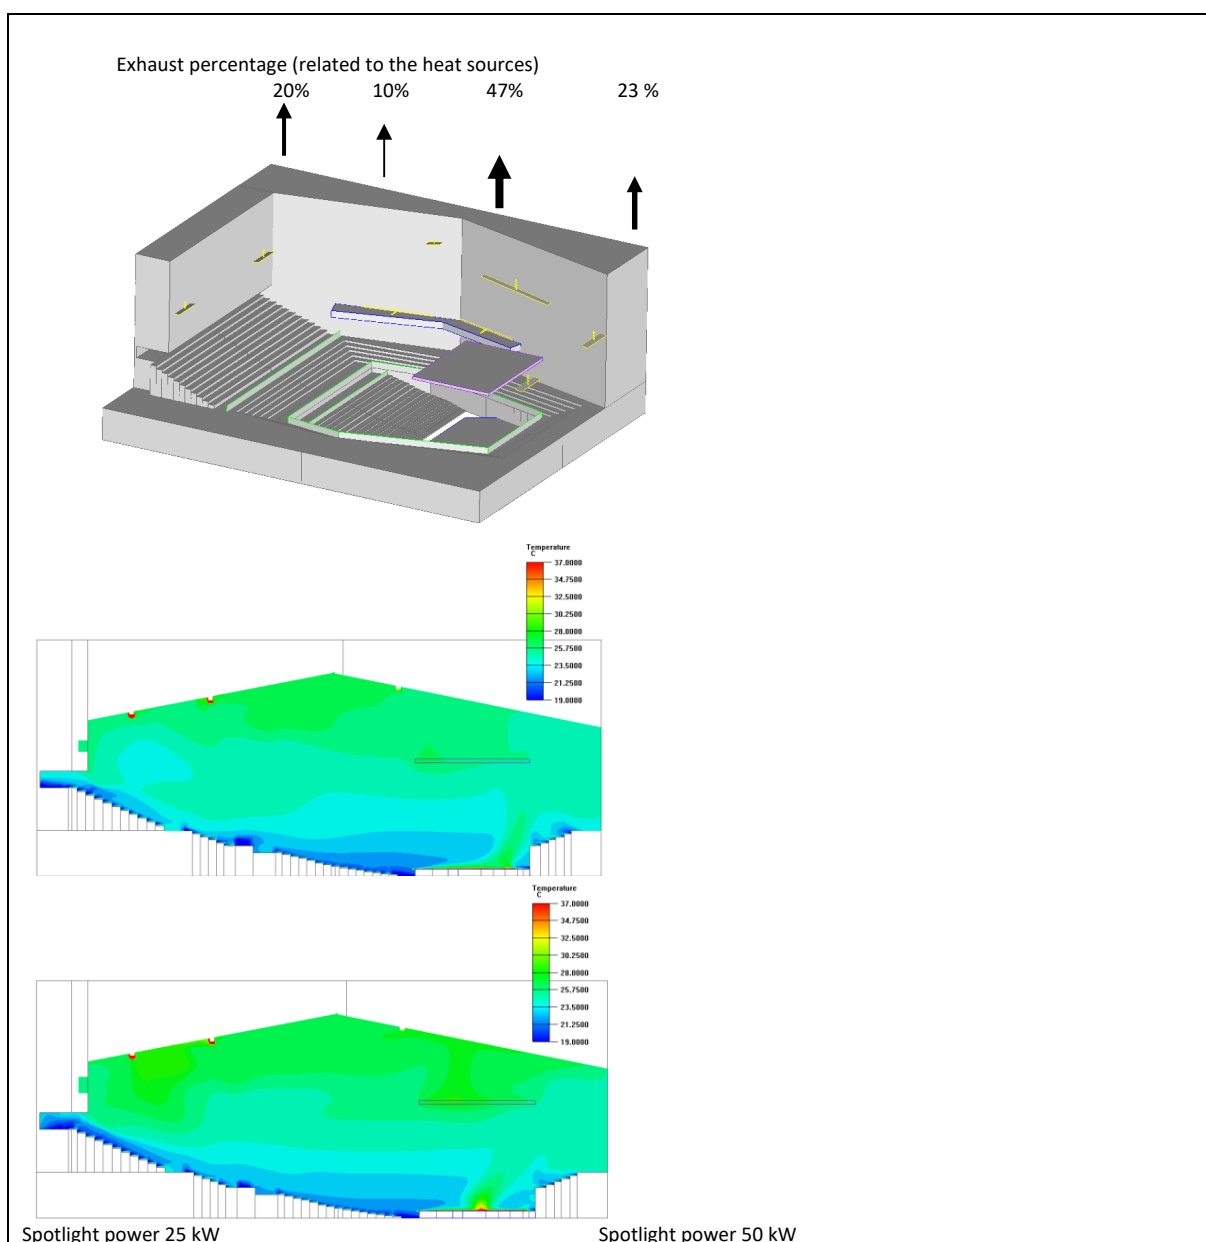 Exhaust percentage (related to the heat sources)
20% 10% 47% 23 %
Temperature
C
37.0000
34.7500
32.5000
30.2500
28.0000
25.7500
23.5000
21.2500
19.0000
Temperature
C
37.0000
34.7500
32.5000
30.2500
28.0000
25.7500
23.5000
21.2500
19.0000
Spotlight power 25 kW Spotlight power 50 kW